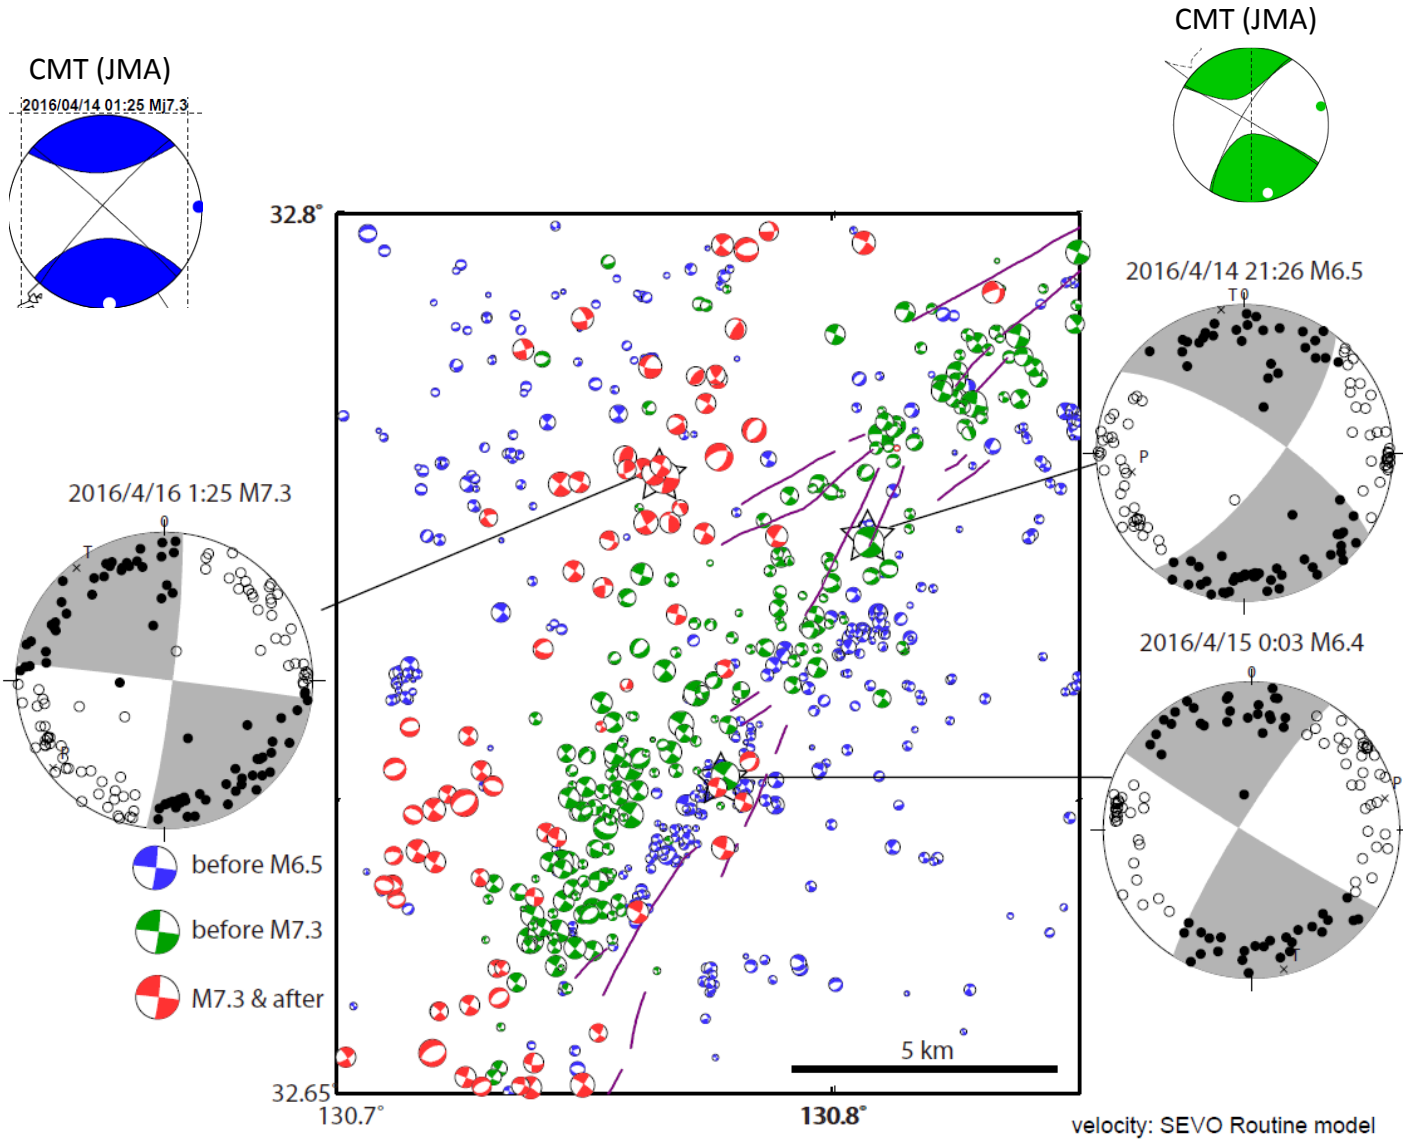 CMT (JMA)
CMT (JMA)
2016/04/14 01:25 Mj7.3
32.8°
2016/4/14 21:26 M6.5
T 0
P
2016/4/16 1:25 M7.3
0
T
2016/4/15 0:03 M6.4
0
P
T
before M6.5
before M7.3
M7.3 & after
5 km
32.65°
130.7°
130.8°
velocity: SEVO Routine model